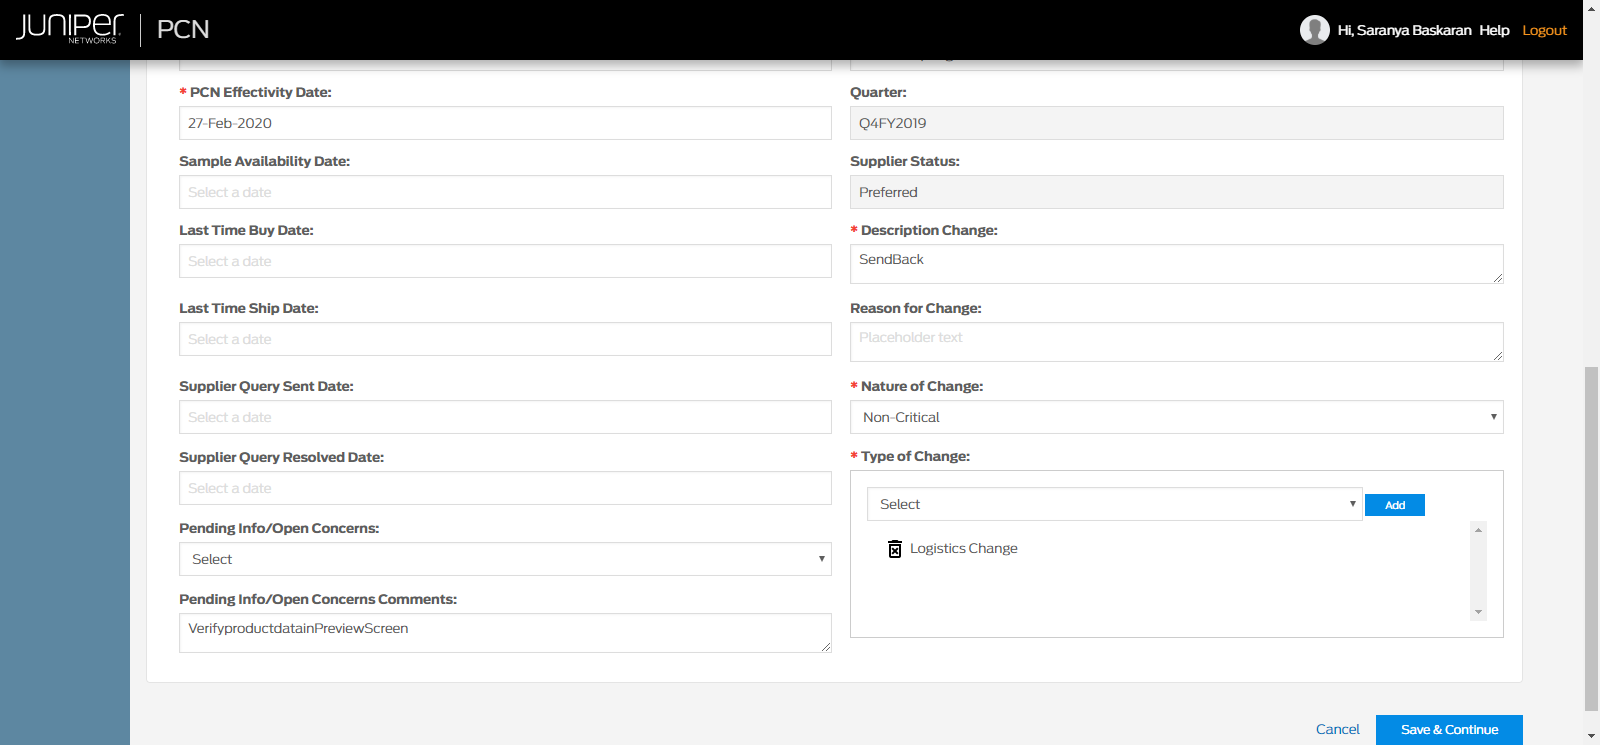 JUNIPEr
NETWORKS
PCN
Hi, Saranya Baskaran Help Logout
* PCN Effectivity Date:
27-Feb-2020
Sample Availability Date:
Select a date
Last Time Buy Date:
Select a date
Last Time Ship Date:
Select a date
Supplier Query Sent Date:
Select a date
Supplier Query Resolved Date:
Select a date
Pending Info/Open Concerns:
Select
Pending Info/Open Concerns Comments:
VerifyproductdatainPreviewScreen
Quarter:
Q4FY2019
Supplier Status:
Preferred
* Description Change:
SendBack
Reason for Change:
Placeholder text
* Nature of Change:
Non-Critical
* Type of Change:
Select
Add
Logistics Change
Cancel
Save & Continue